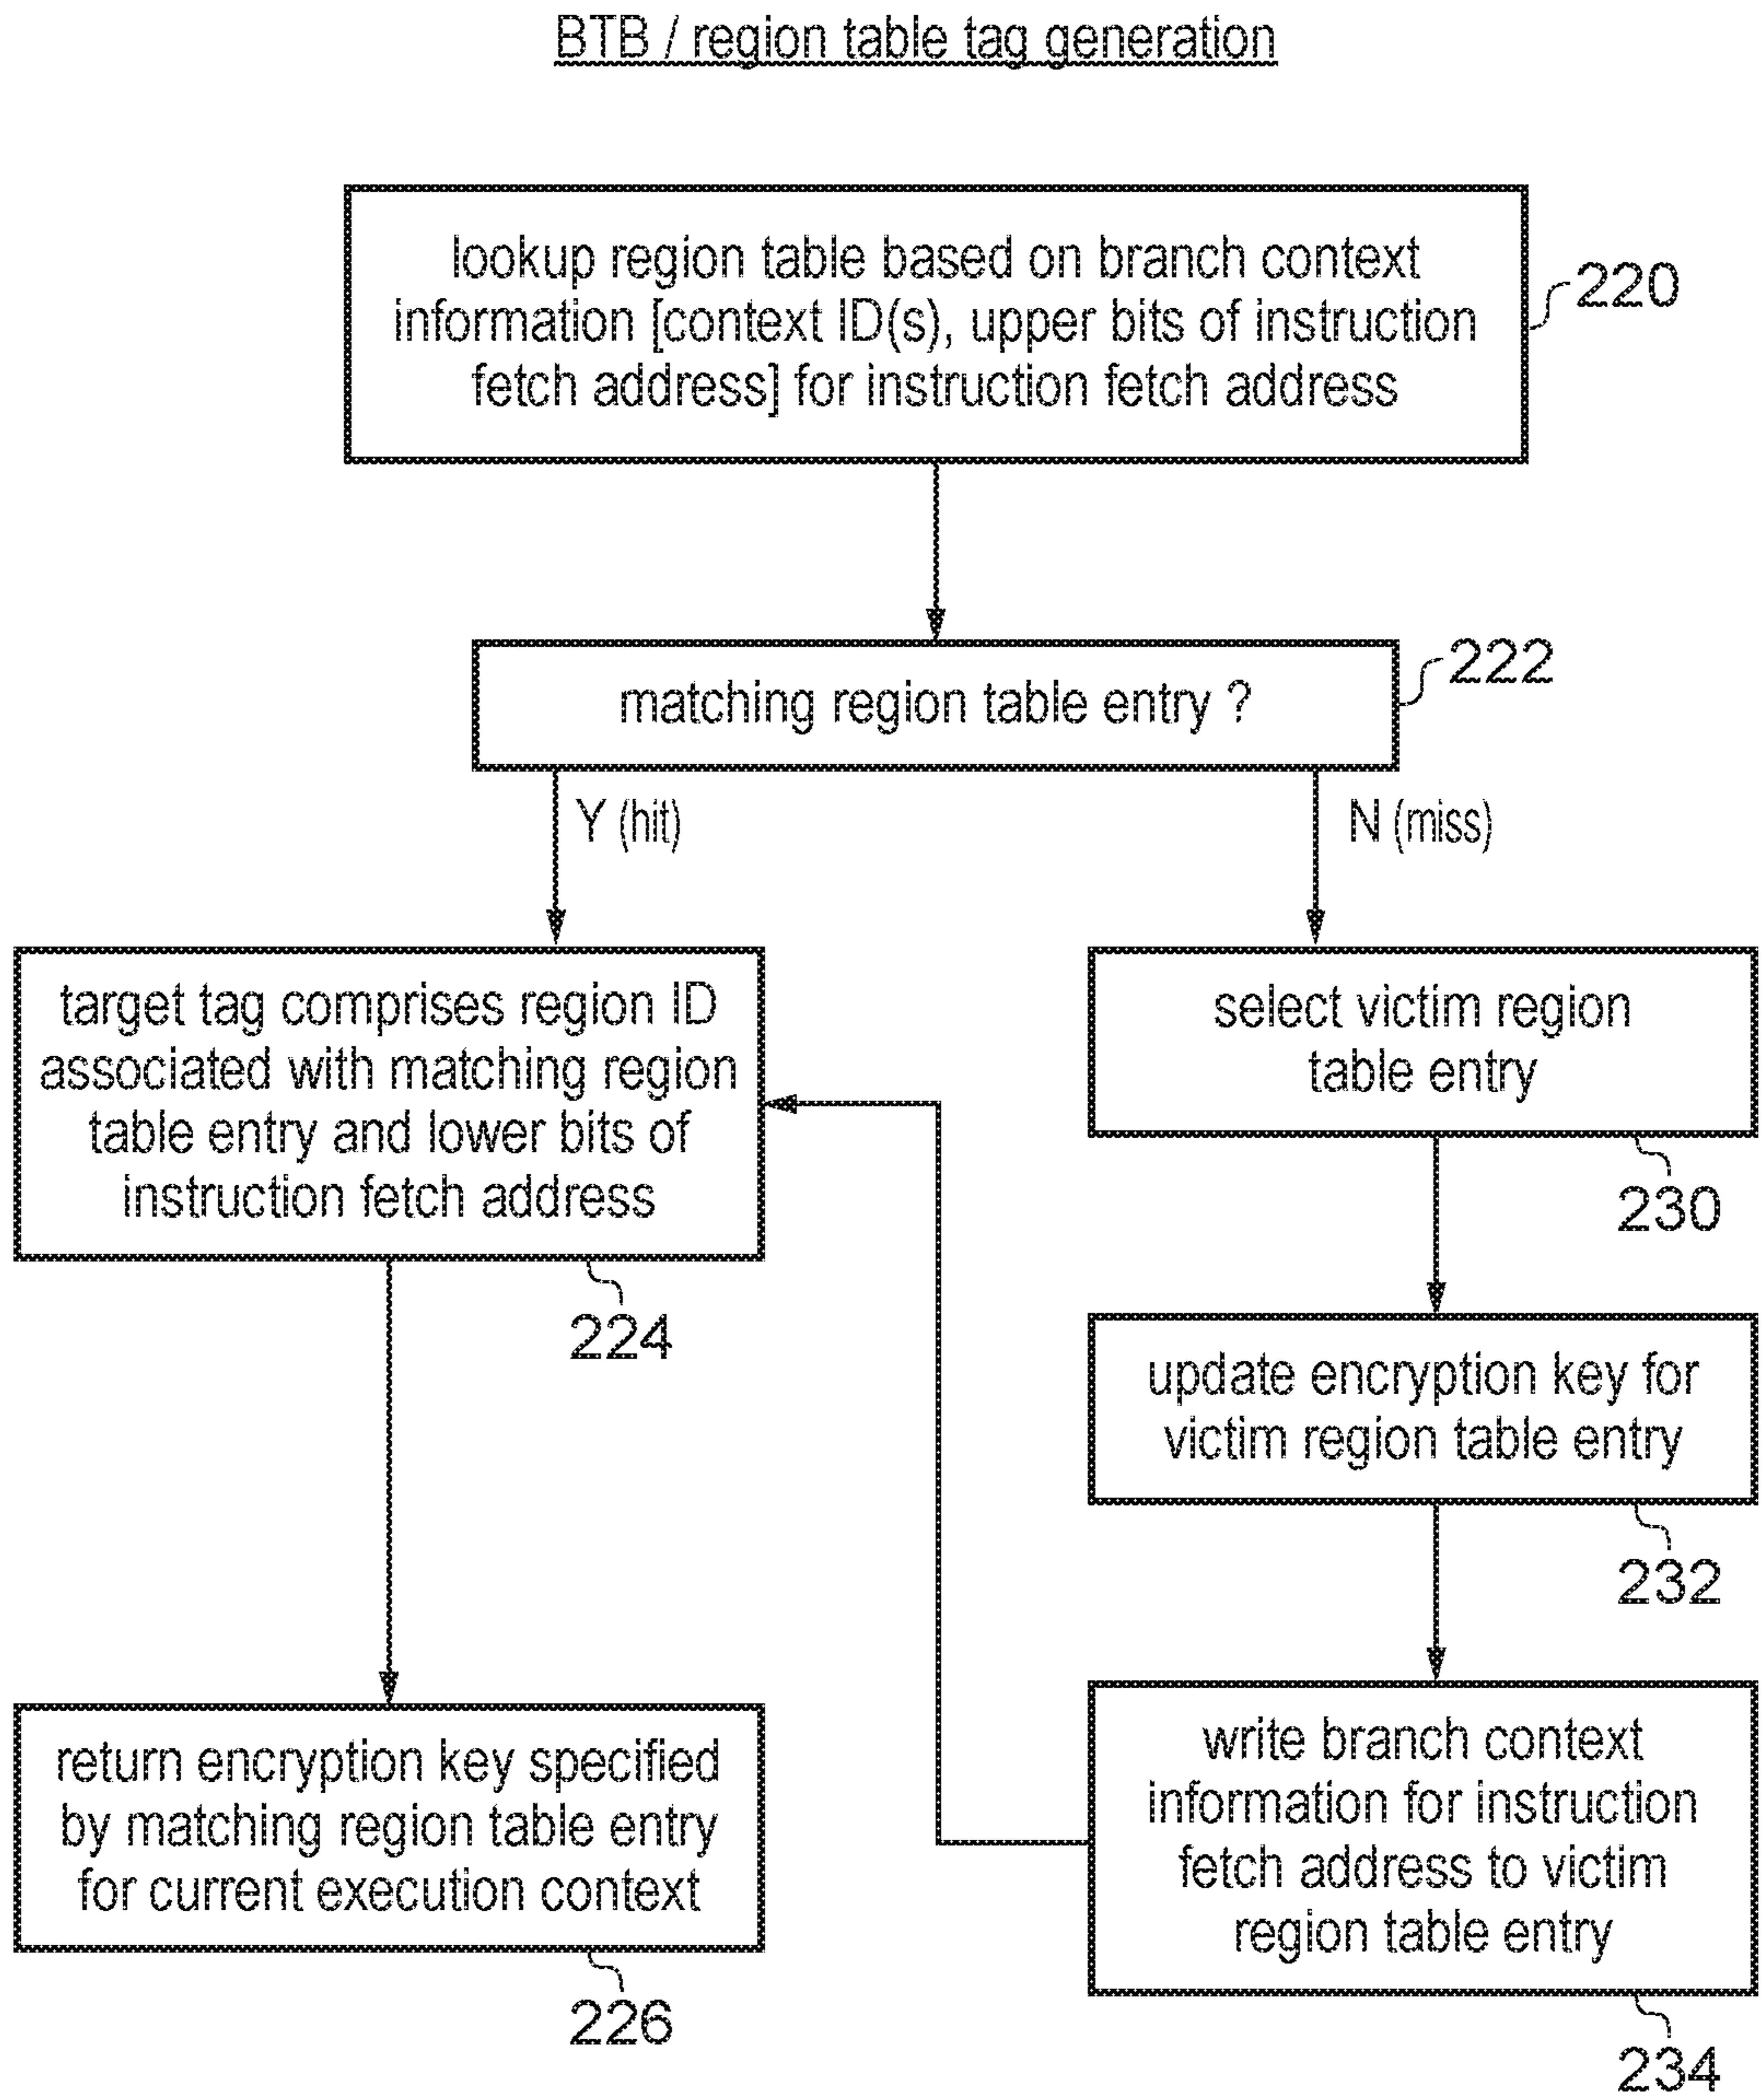 BTB / region table tag generation
lookup region table based on branch context
information [context ID(s), upper bits of instruction
fetch address] for instruction fetch address
220
matching region table entry ?
222
Y (hit)
N (miss)
target tag comprises region ID
associated with matching region
table entry and lower bits of
instruction fetch address
224
select victim region
table entry
230
update encryption key for
victim region table entry
232
return encryption key specified
by matching region table entry
for current execution context
226
write branch context
information for instruction
fetch address to victim
region table entry
234